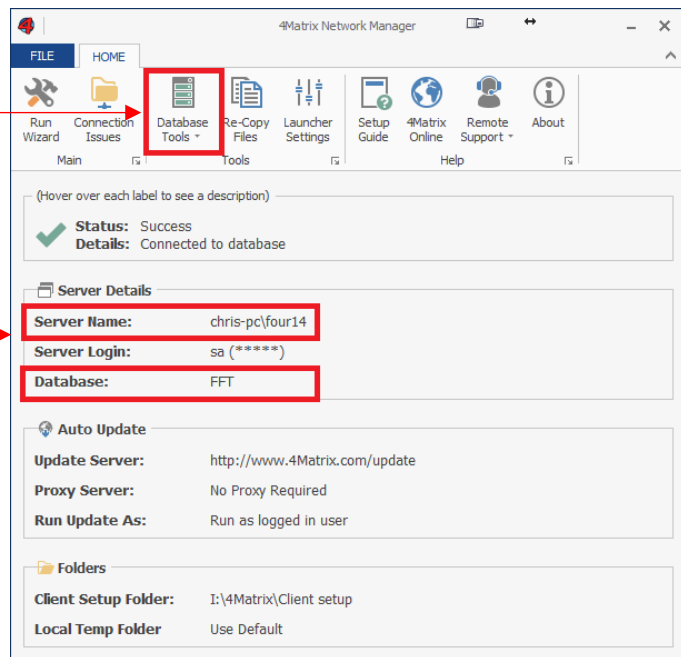 4Matrix Network Manager
FILE HOME
Run Wizard Connection Issues Database Tools Re-Copy Files Launcher Settings Setup Guide 4Matrix Online Remote Support About
Main Tools Help
(Hover over each label to see a description)
Status: Success
Details: Connected to database
Server Details
Server Name: chris-pc\four14
Server Login: sa (*****)
Database: FFT
Auto Update
Update Server: http://www.4Matrix.com/update
Proxy Server: No Proxy Required
Run Update As: Run as logged in user
Folders
Client Setup Folder: I:\4Matrix\Client setup
Local Temp Folder Use Default